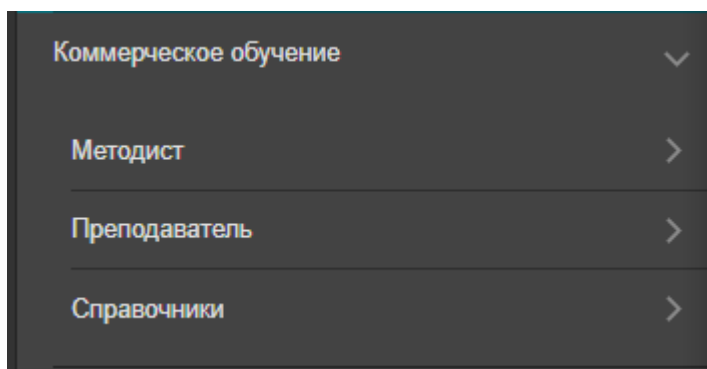 Коммерческое обучение
Методист
Преподаватель
Справочники